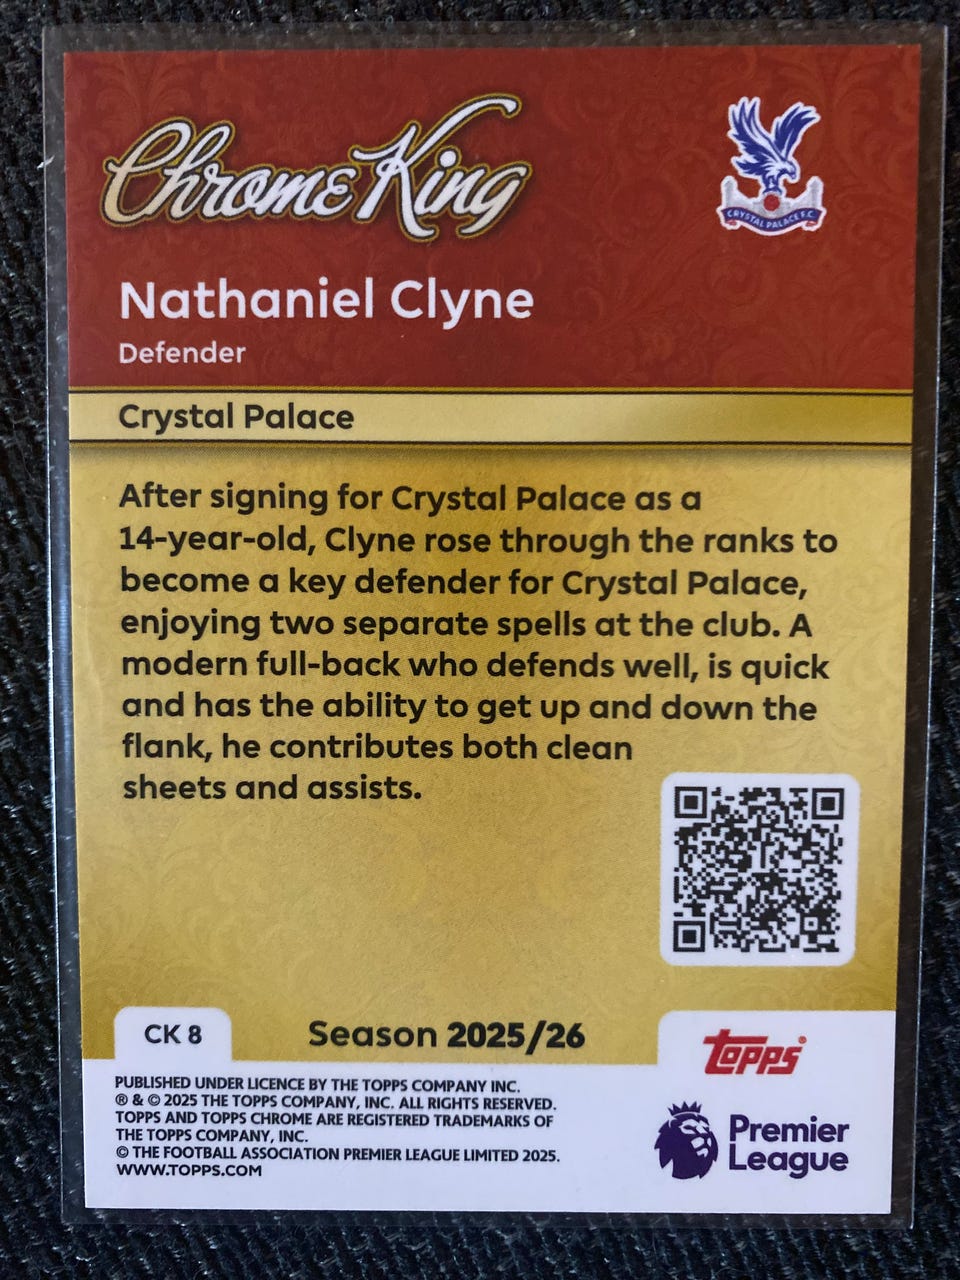 Chrome King
CRYSTAL PALACE F.C.
Nathaniel Clyne
Defender
Crystal Palace
After signing for Crystal Palace as a
14-year-old, Clyne rose through the ranks to
become a key defender for Crystal Palace,
enjoying two separate spells at the club. A
modern full-back who defends well, is quick
and has the ability to get up and down the
flank, he contributes both clean
sheets and assists.
CK 8
Season 2025/26
topps®
PUBLISHED UNDER LICENCE BY THE TOPPS COMPANY INC.
® & © 2025 THE TOPPS COMPANY, INC. ALL RIGHTS RESERVED.
TOPPS AND TOPPS CHROME ARE REGISTERED TRADEMARKS OF
THE TOPPS COMPANY, INC.
© THE FOOTBALL ASSOCIATION PREMIER LEAGUE LIMITED 2025.
WWW.TOPPS.COM
Premier
League